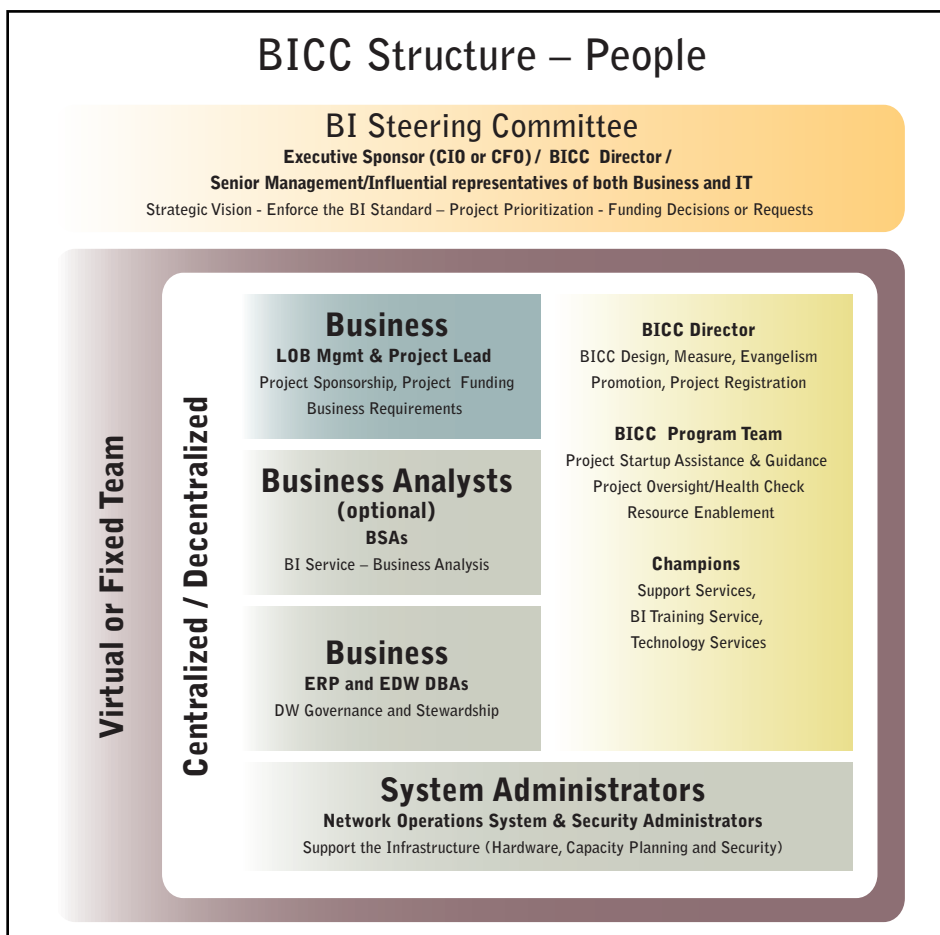 BICC Structure – People
BI Steering Committee
Executive Sponsor (CIO or CFO) / BICC Director /
Senior Management/Influential representatives of both Business and IT
Strategic Vision - Enforce the BI Standard – Project Prioritization - Funding Decisions or Requests
Virtual or Fixed Team
Centralized / Decentralized
Business
LOB Mgmt & Project Lead
Project Sponsorship, Project Funding
Business Requirements
Business Analysts
(optional)
BSAs
BI Service – Business Analysis
Business
ERP and EDW DBAs
DW Governance and Stewardship
BICC Director
BICC Design, Measure, Evangelism
Promotion, Project Registration
BICC Program Team
Project Startup Assistance & Guidance
Project Oversight/Health Check
Resource Enablement
Champions
Support Services,
BI Training Service,
Technology Services
System Administrators
Network Operations System & Security Administrators
Support the Infrastructure (Hardware, Capacity Planning and Security)